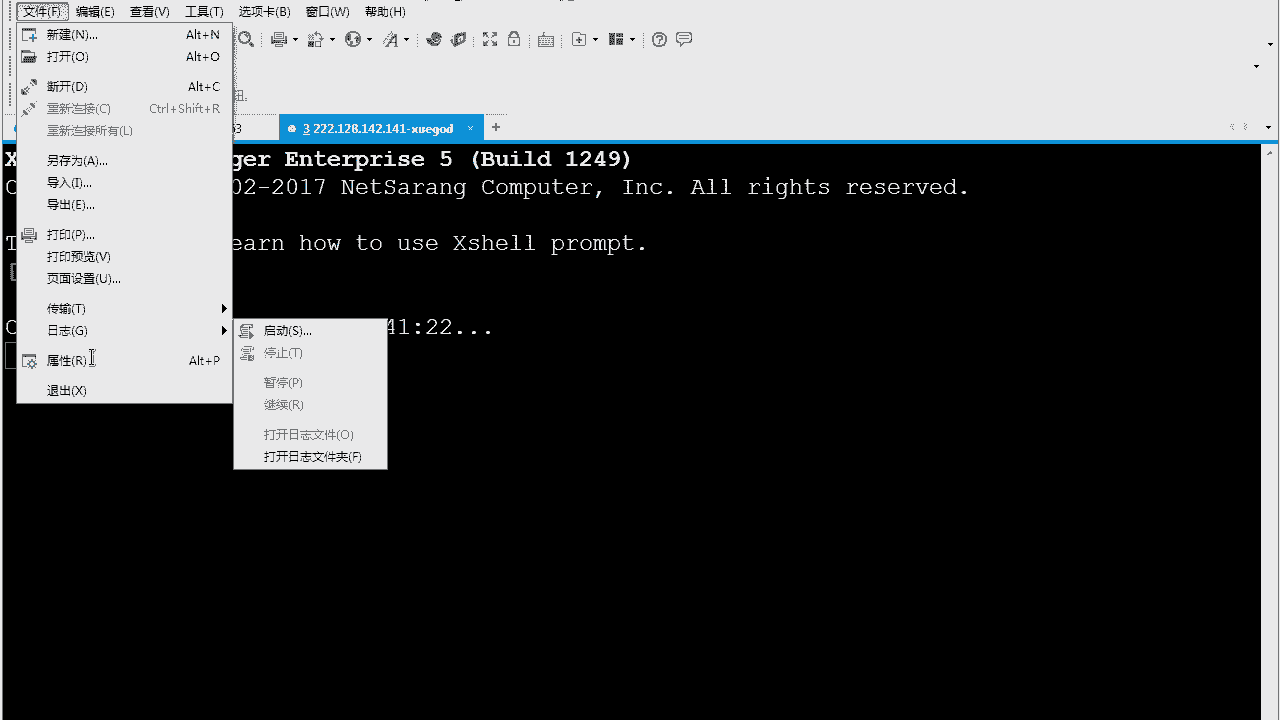 文件(F) 编辑(E) 查看(V) 工具(T) 选项卡(B) 窗口(W) 帮助(H)
新建(N)... Alt+N
打开(O) Alt+O
断开(D) Alt+C
重新连接(C) Ctrl+Shift+R
重新连接所有(L)
另存为(A)...
导入(I)...
导出(E)...
打印(P)...
打印预览(V)
页面设置(U)...
传输(T)
日志(G)
属性(R) Alt+P
退出(X)
启动(S)...
停止(T)
暂停(P)
继续(R)
打开日志文件(O)
打开日志文件夹(F)
钮.
3 222.128.142.141-xuegod × +
ger Enterprise 5 (Build 1249)
02-2017 NetSarang Computer, Inc. All rights reserved.
earn how to use Xshell prompt.
41:22...